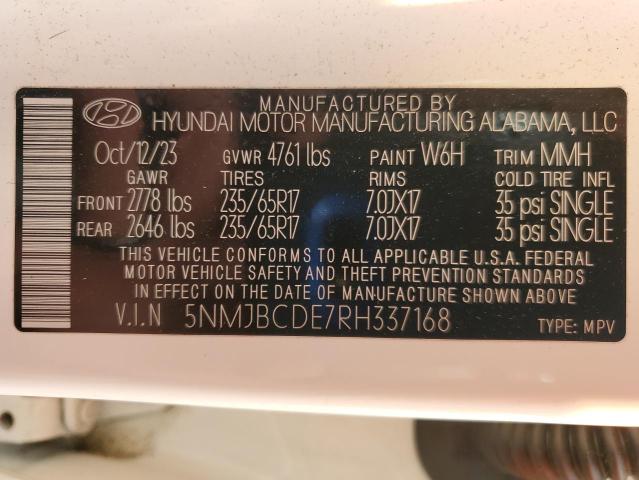 MANUFACTURED BY
HYUNDAI MOTOR MANUFACTURING ALABAMA, LLC
Oct/12/23 GVWR 4761 lbs PAINT W6H TRIM MMH
GAWR TIRES RIMS COLD TIRE INFL
FRONT 2778 lbs 235/65R17 7.0JX17 35 psi SINGLE
REAR 2646 lbs 235/65R17 7.0JX17 35 psi SINGLE
THIS VEHICLE CONFORMS TO ALL APPLICABLE U.S.A. FEDERAL
MOTOR VEHICLE SAFETY AND THEFT PREVENTION STANDARDS
IN EFFECT ON THE DATE OF MANUFACTURE SHOWN ABOVE
V.I.N 5NMJBCDE7RH337168 TYPE: MPV